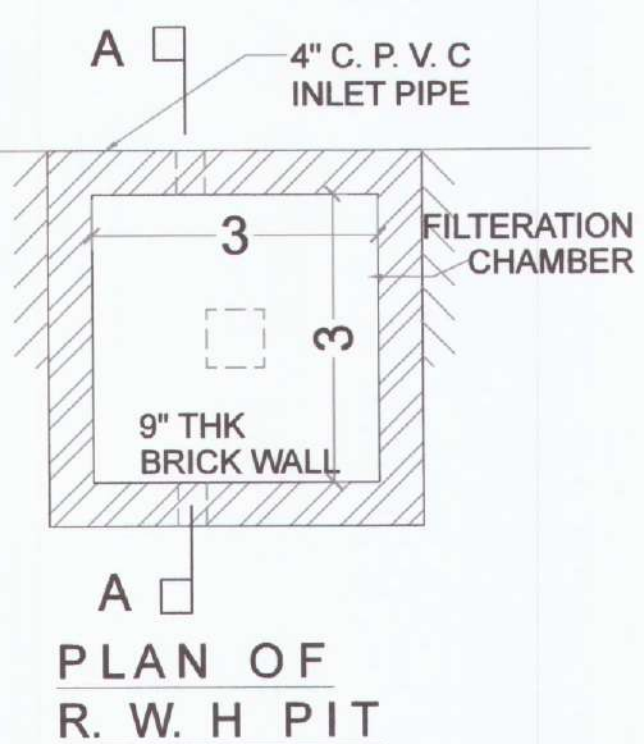 A
4" C. P. V. C
INLET PIPE
3
FILTERATION
CHAMBER
3
9" THK
BRICK WALL
A
PLAN OF
R. W. H PIT